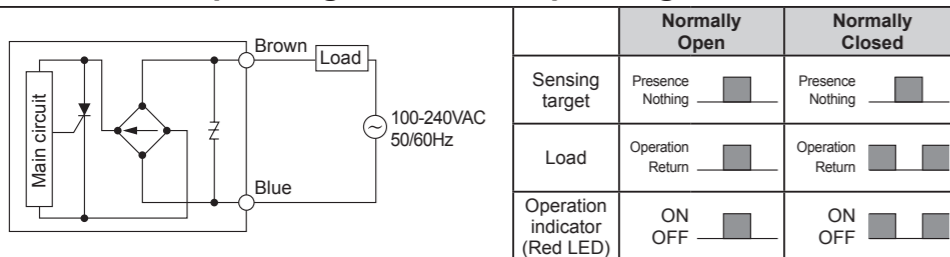 Brown
Load
Main circuit
100-240VAC
50/60Hz
Blue
Normally
Open
Normally
Closed
Sensing
target
Presence
Nothing
Presence
Nothing
Load
Operation
Return
Operation
Return
Operation
indicator
(Red LED)
ON
OFF
ON
OFF